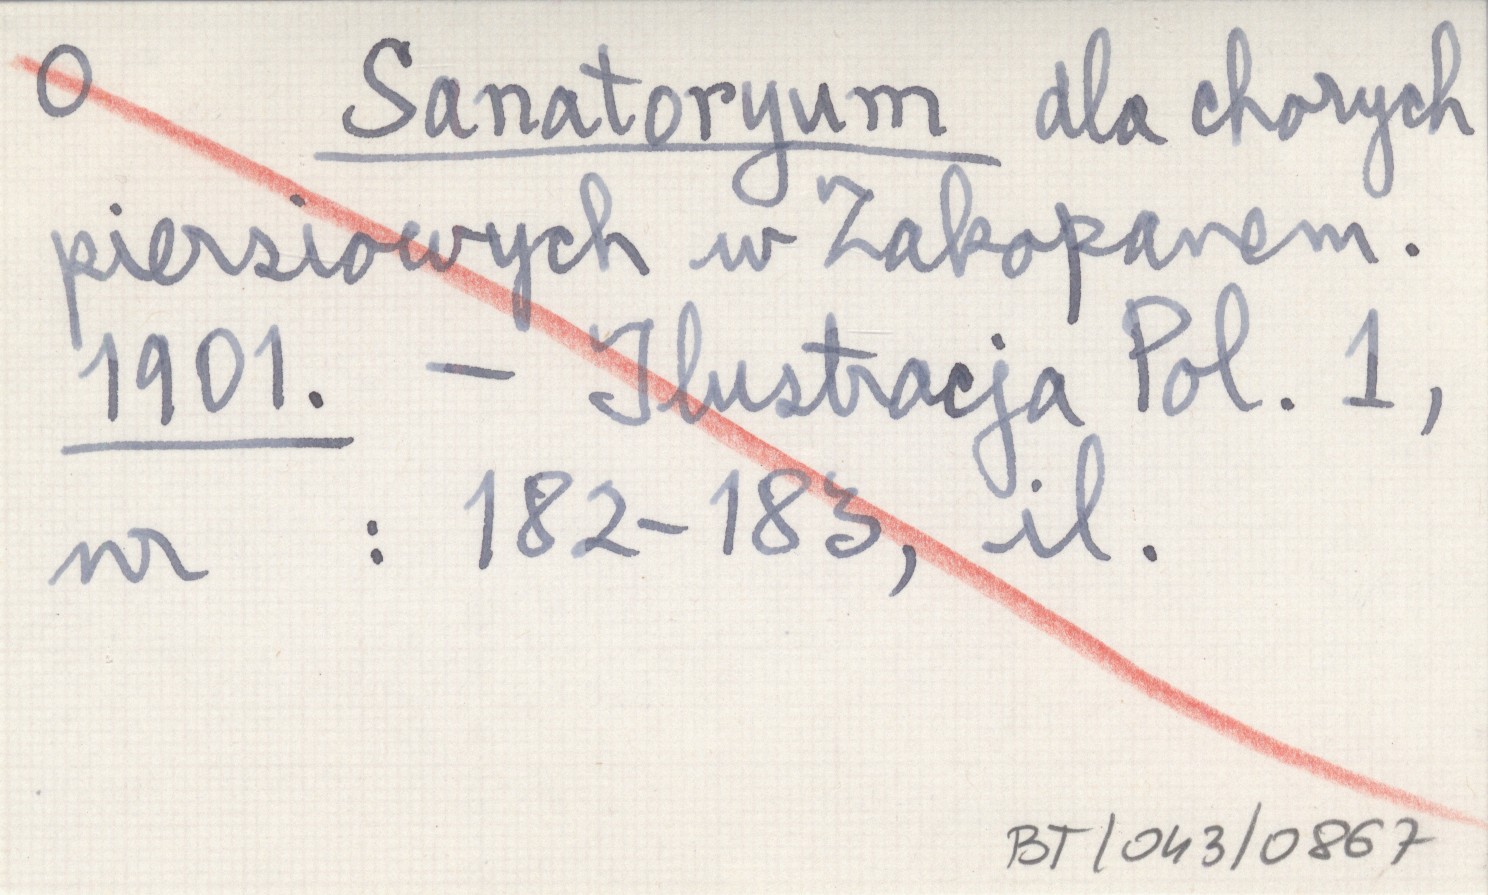 O Sanatoryum dla chorych
piersiowych w Zakopanem.
1901. – Ilustracja Pol. 1,
nr : 182-183, il.
BT/043/0867